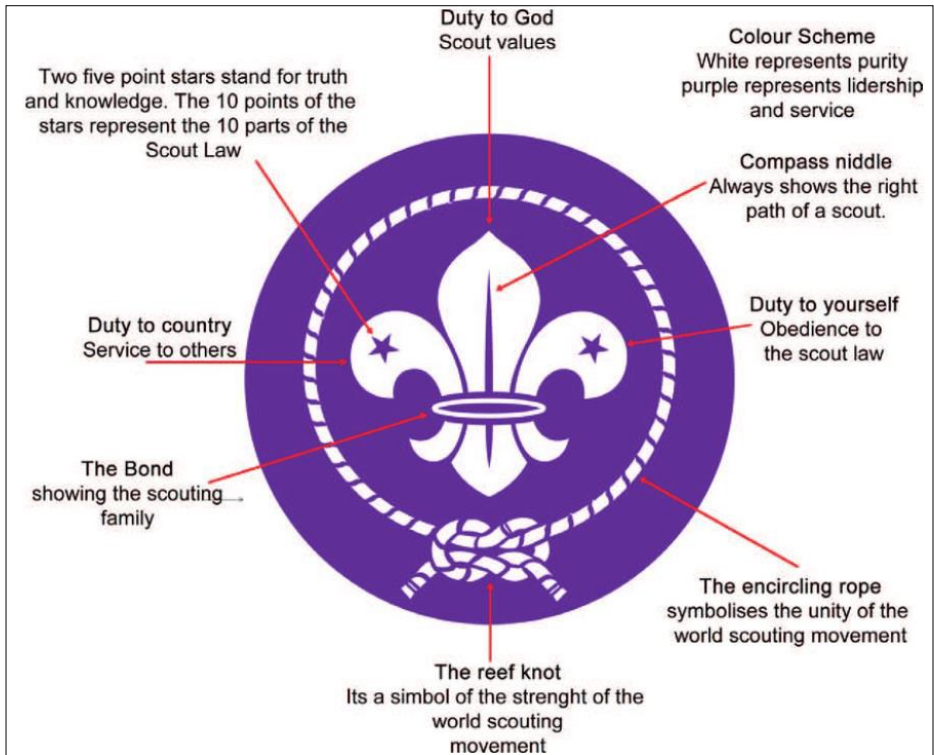 Duty to God
Scout values
Colour Scheme
White represents purity
purple represents lidership
and service
Two five point stars stand for truth
and knowledge. The 10 points of the
stars represent the 10 parts of the
Scout Law
Compass niddle
Always shows the right
path of a scout.
Duty to country
Service to others
Duty to yourself
Obedience to
the scout law
The Bond
showing the scouting
family
The encircling rope
symbolises the unity of the
world scouting movement
The reef knot
Its a simbol of the strenght of the
world scouting
movement